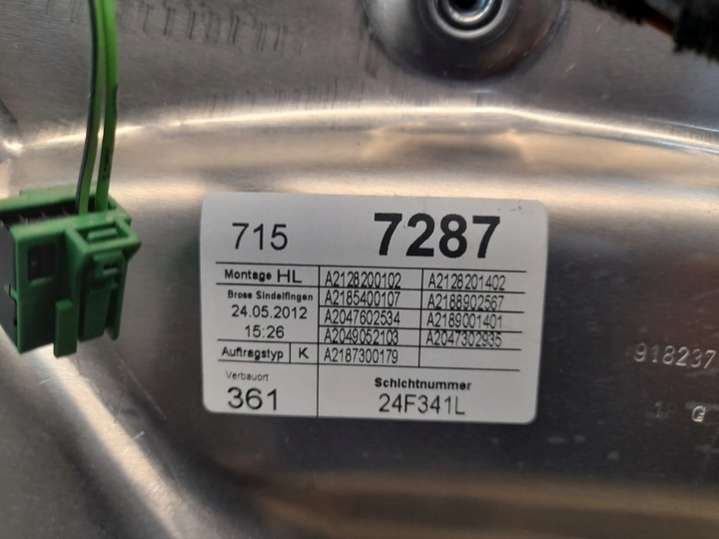 715 7287
Montage HL A2128200102 A2128201402
Brose Sindelfingen A2185400107 A2188902567
24.05.2012 A2047602534 A2189001401
15:26 A2049052103 A2047302935
Auftragstyp K A2187300179
Verbauort Schichtnummer
361 24F341L
918237